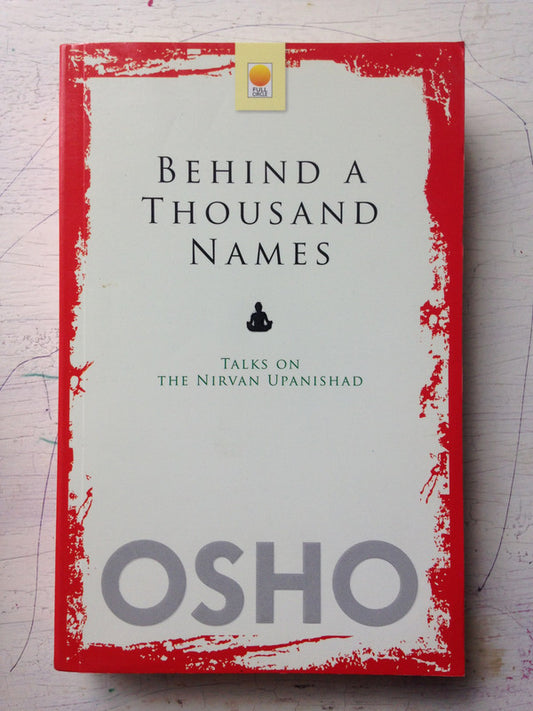 FULL
CIRCLE
BEHIND A
THOUSAND
NAMES
TALKS ON
THE NIRVAN UPANISHAD
OSHO